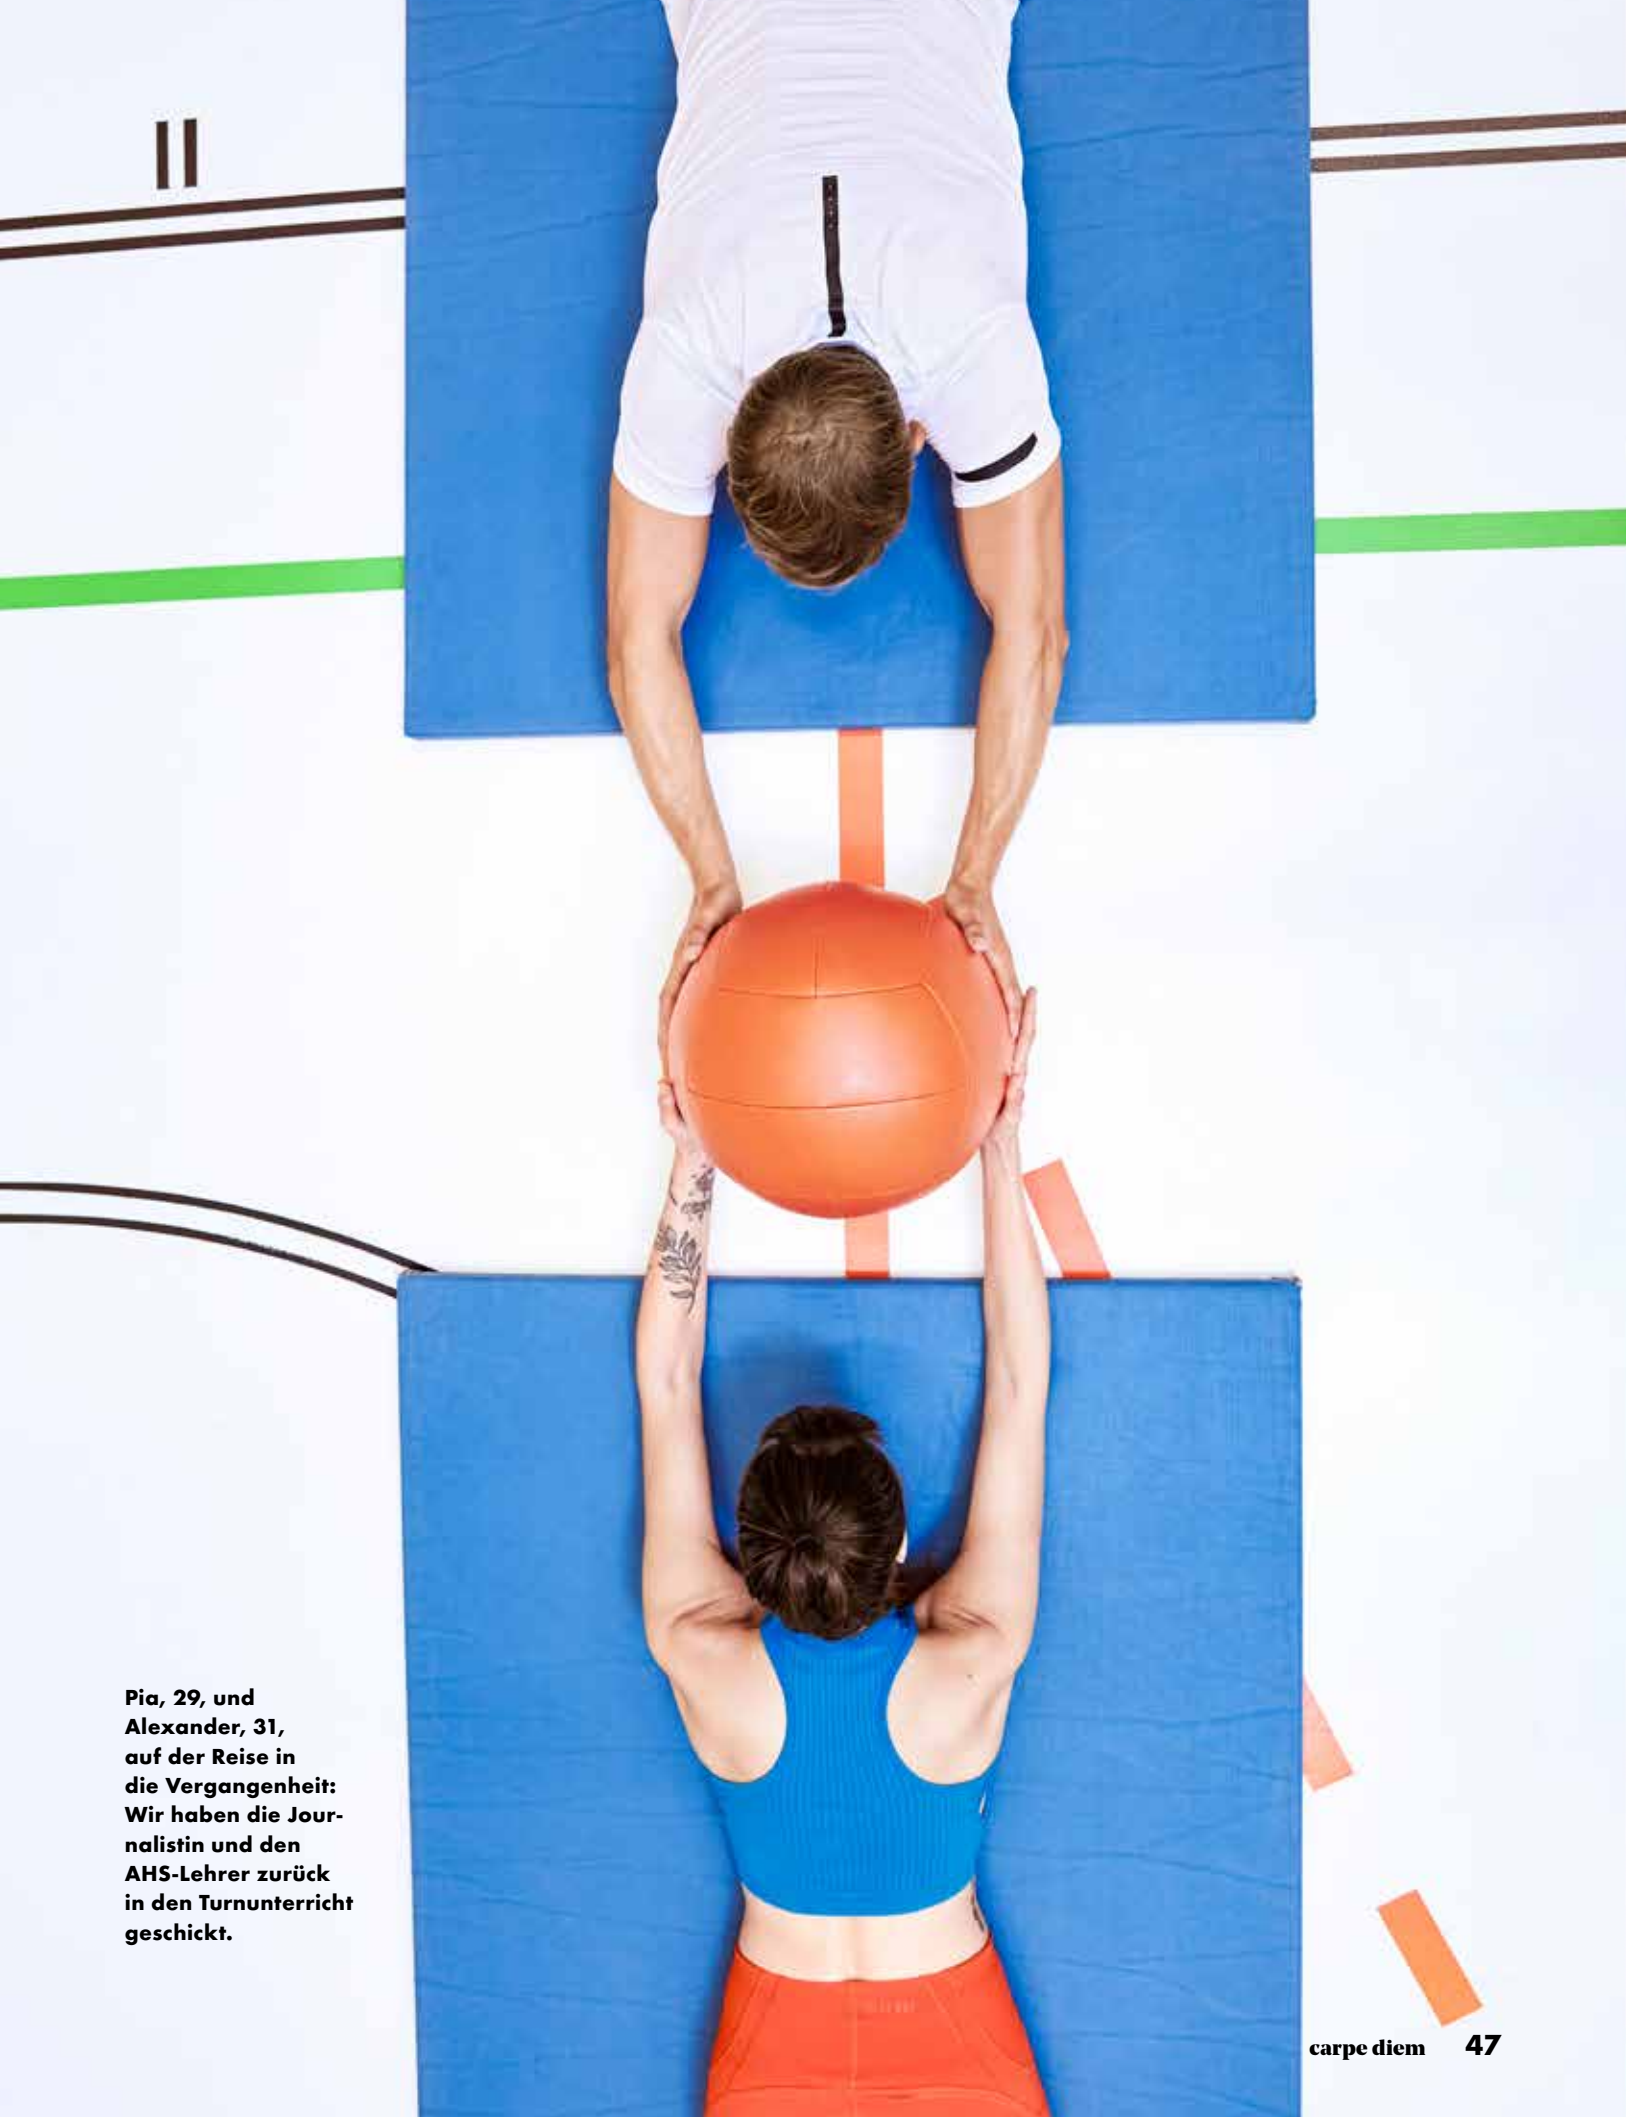 Pia, 29, und
Alexander, 31,
auf der Reise in
die Vergangenheit:
Wir haben die Jour-
nalistin und den
AHS-Lehrer zurück
in den Turnunterricht
geschickt.
carpe diem 47